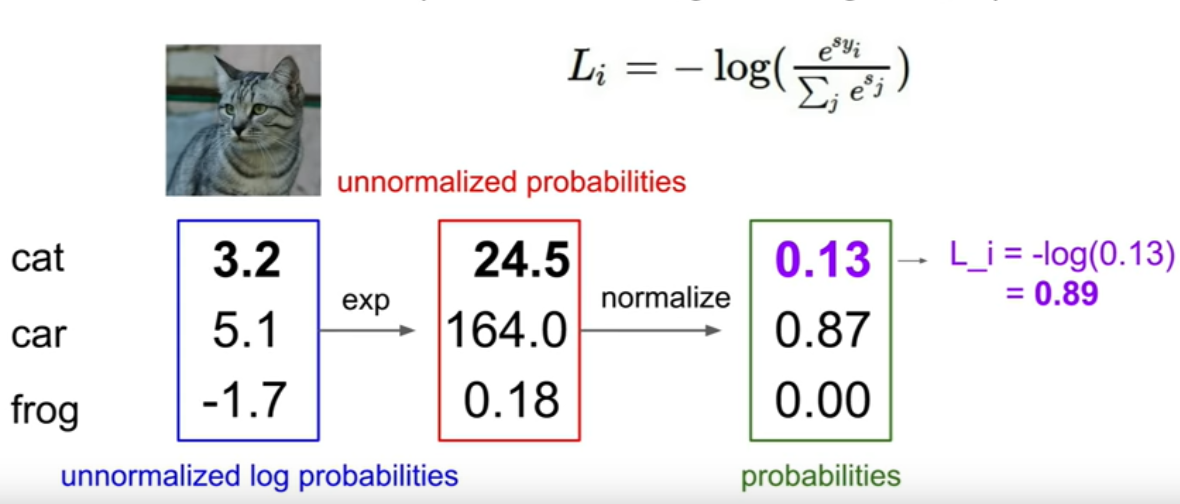 L_i = − log( e^{s_{y_i}} / ∑_j e^{s_j} )
unnormalized probabilities
cat 3.2 24.5 0.13 L_i = -log(0.13)
= 0.89
exp normalize
car 5.1 164.0 0.87
frog -1.7 0.18 0.00
unnormalized log probabilities probabilities